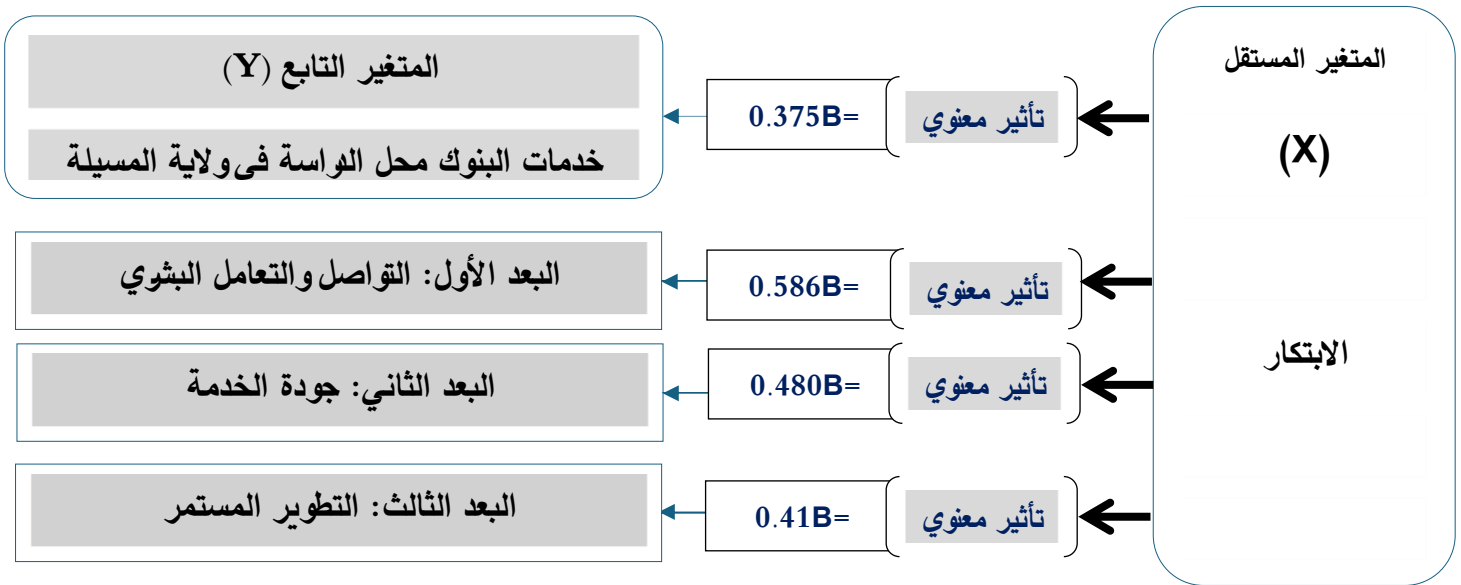 المتغير المستقل
(X)
الابتكار
تأثير معنوي
0.375B=
المتغير التابع (Y)
خدمات البنوك محل الدراسة في ولاية المسيلة
تأثير معنوي
0.586B=
البعد الأول: التواصل والتعامل البشري
تأثير معنوي
0.480B=
البعد الثاني: جودة الخدمة
تأثير معنوي
0.41B=
البعد الثالث: التطوير المستمر